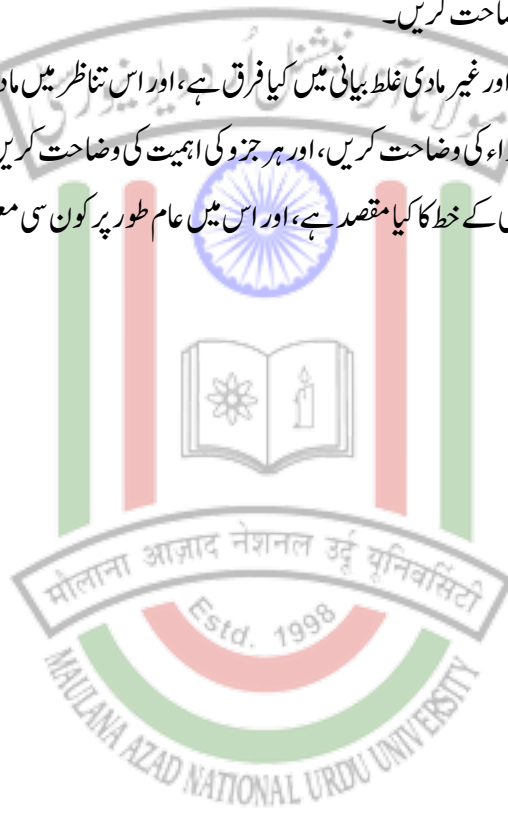 ضاحت کریں۔
اور غیر مادی غلط بیانی میں کیا فرق ہے، اور اس تناظر میں ماد
اء کی وضاحت کریں، اور ہر جزو کی اہمیت کی وضاحت کریں
کے خط کا کیا مقصد ہے، اور اس میں عام طور پر کون سی مع
मौलाना आज़ाद नेशनल उर्दू यूनिवर्सिटी
Estd. 1998
MAULANA AZAD NATIONAL URDU UNIVERSITY